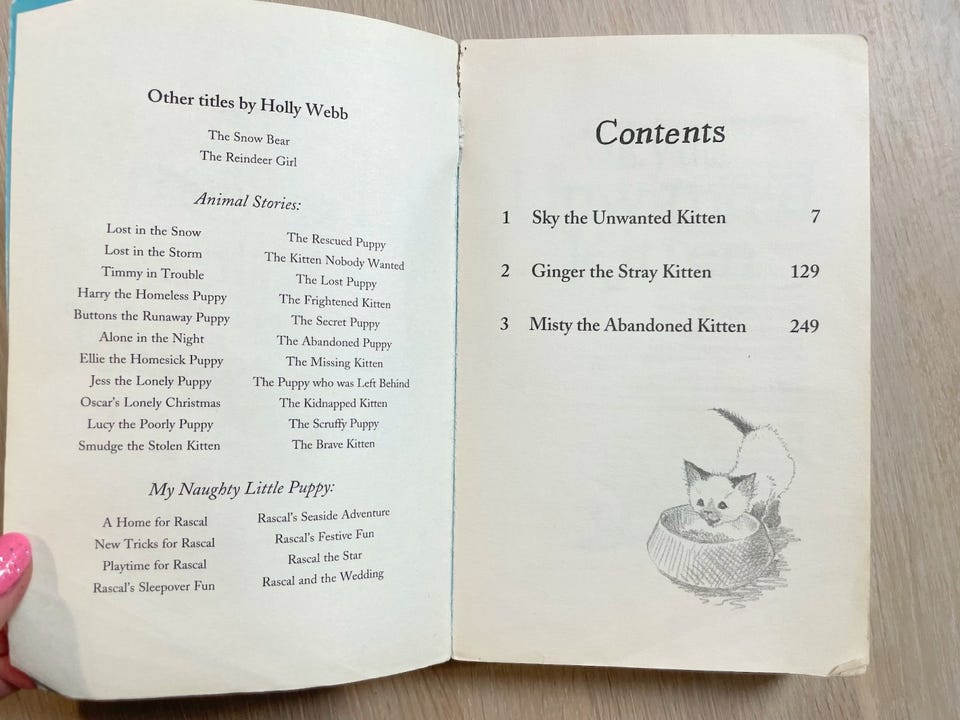 Other titles by Holly Webb
The Snow Bear
The Reindeer Girl
Animal Stories:
Lost in the Snow
Lost in the Storm
Timmy in Trouble
Harry the Homeless Puppy
Buttons the Runaway Puppy
Alone in the Night
Ellie the Homesick Puppy
Jess the Lonely Puppy
Oscar's Lonely Christmas
Lucy the Poorly Puppy
Smudge the Stolen Kitten
The Rescued Puppy
The Kitten Nobody Wanted
The Lost Puppy
The Frightened Kitten
The Secret Puppy
The Abandoned Puppy
The Missing Kitten
The Puppy who was Left Behind
The Kidnapped Kitten
The Scruffy Puppy
The Brave Kitten
My Naughty Little Puppy:
A Home for Rascal
New Tricks for Rascal
Playtime for Rascal
Rascal's Sleepover Fun
Rascal's Seaside Adventure
Rascal's Festive Fun
Rascal the Star
Rascal and the Wedding
Contents
1 Sky the Unwanted Kitten 7
2 Ginger the Stray Kitten 129
3 Misty the Abandoned Kitten 249